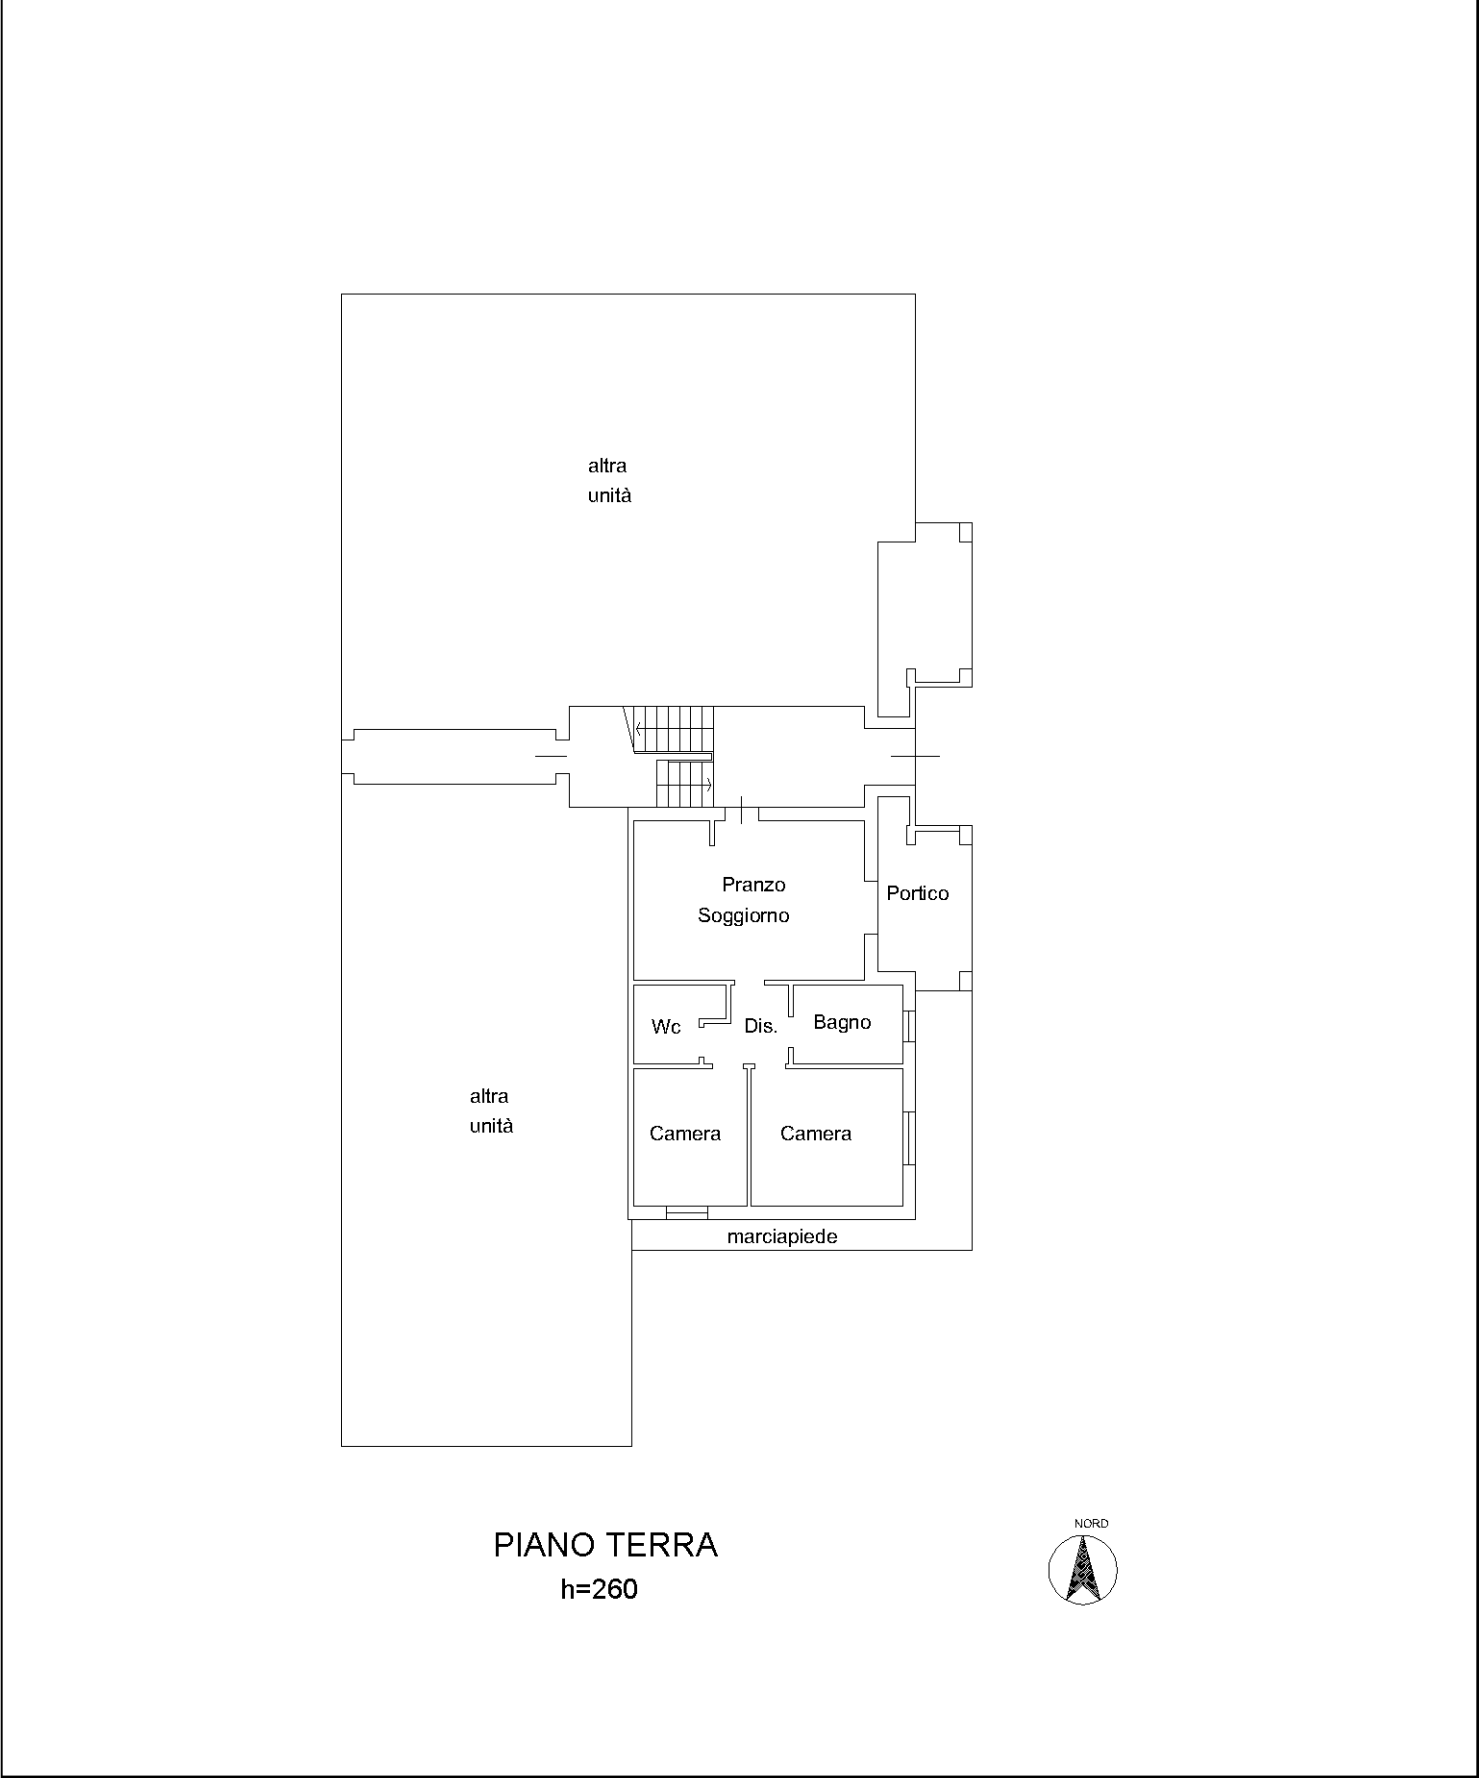 altra
unità
Pranzo
Soggiorno
Portico
Wc
Dis.
Bagno
altra
unità
Camera
Camera
marciapiede
PIANO TERRA
h=260
NORD